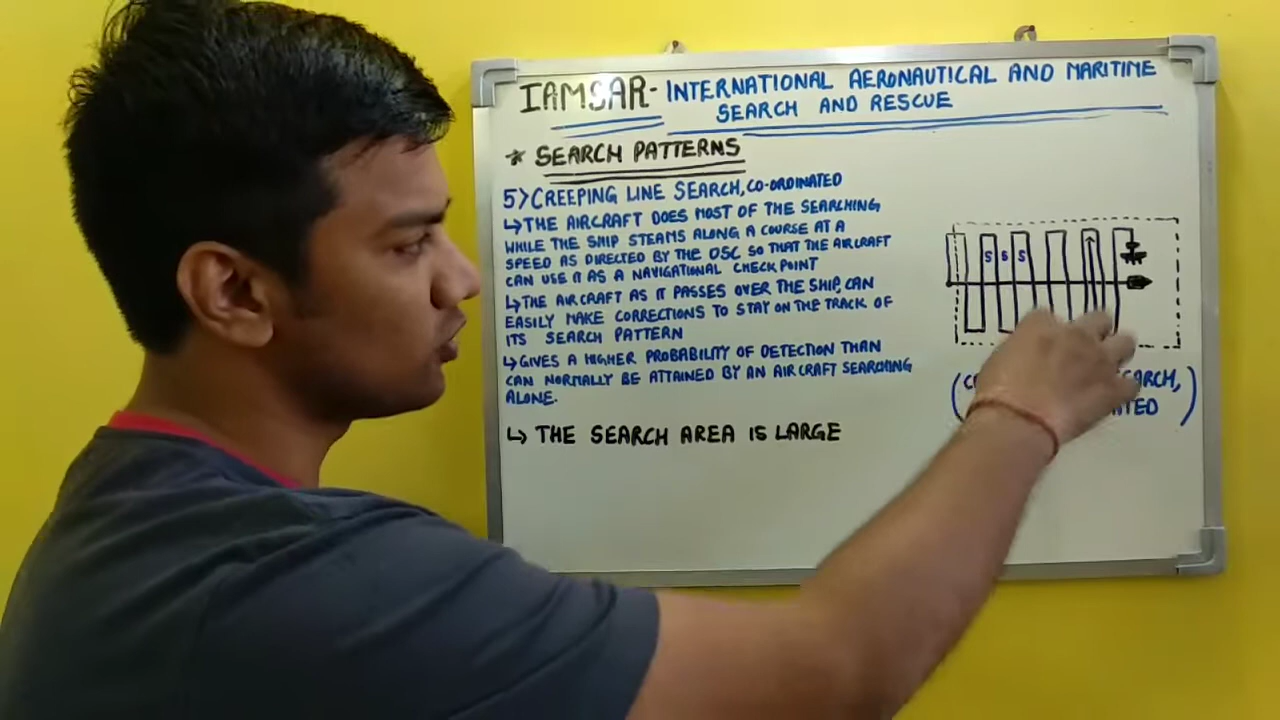 IAMSAR- INTERNATIONAL AERONAUTICAL AND MARITIME
SEARCH AND RESCUE
* SEARCH PATTERNS
5> CREEPING LINE SEARCH, CO-ORDINATED
↳ THE AIRCRAFT DOES MOST OF THE SEARCHING
WHILE THE SHIP STEAMS ALONG A COURSE AT A
SPEED AS DIRECTED BY THE OSC SO THAT THE AIRCRAFT
CAN USE IT AS A NAVIGATIONAL CHECKPOINT
↳ THE AIRCRAFT AS IT PASSES OVER THE SHIP, CAN
EASILY MAKE CORRECTIONS TO STAY ON THE TRACK OF
ITS SEARCH PATTERN
↳ GIVES A HIGHER PROBABILITY OF DETECTION THAN
CAN NORMALLY BE ATTAINED BY AN AIRCRAFT SEARCHING
ALONE.
↳ THE SEARCH AREA IS LARGE
S S S